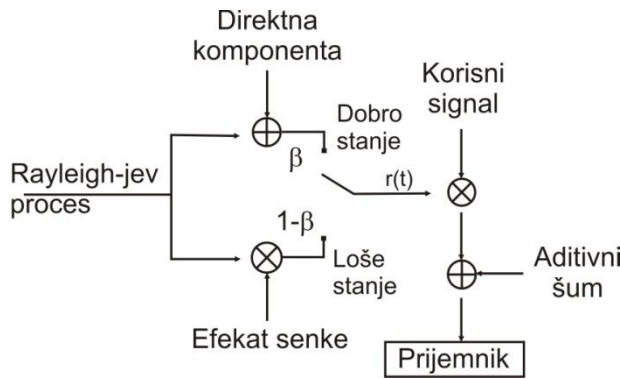 Direktna
komponenta
Korisni
signal
Dobro
stanje
β
Rayleigh-jev
proces
r(t)
1-β
Loše
stanje
Aditivni
šum
Efekat senke
Prijemnik